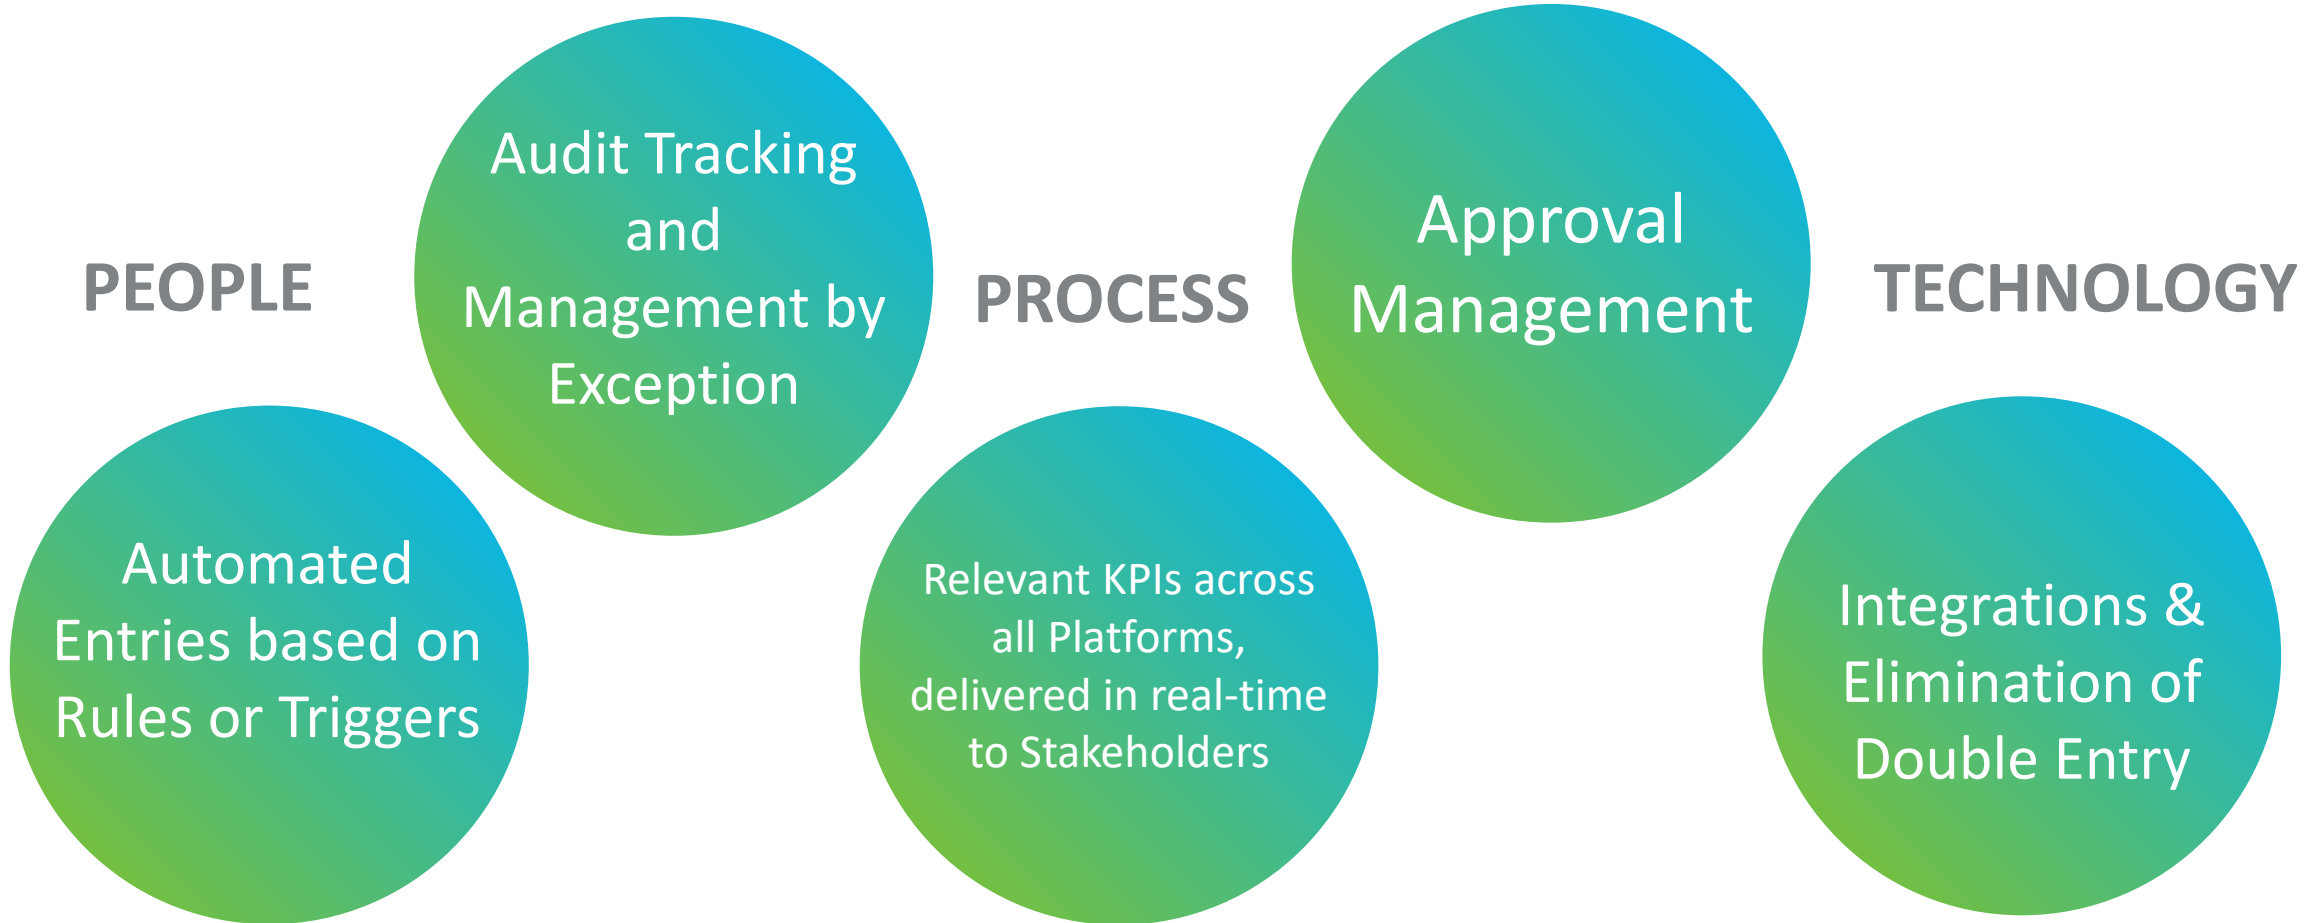 PEOPLE
Automated
Entries based on
Rules or Triggers
Audit Tracking
and
Management by
Exception
PROCESS
Relevant KPIs across
all Platforms,
delivered in real-time
to Stakeholders
Approval
Management
TECHNOLOGY
Integrations &
Elimination of
Double Entry